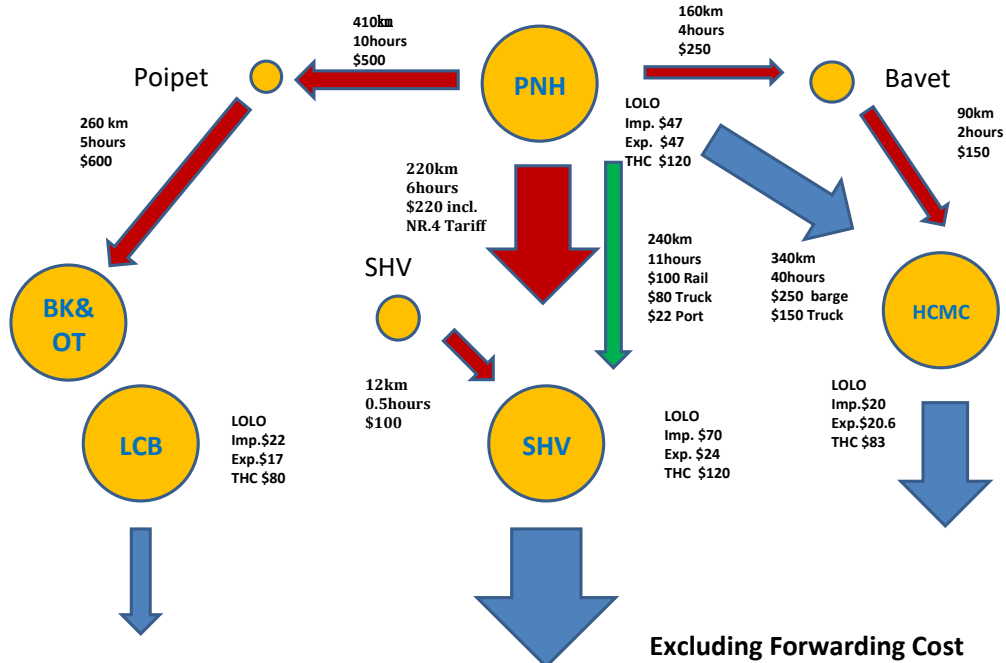 410km
10hours
$500
160km
4hours
$250
Poipet
PNH
Bavet
260 km
5hours
$600
LOLO
Imp. $47
Exp. $47
THC $120
90km
2hours
$150
220km
6hours
$220 incl.
NR.4 Tariff
SHV
240km
11hours
$100 Rail
$80 Truck
$22 Port
340km
40hours
$250 barge
$150 Truck
BK&
OT
HCMC
12km
0.5hours
$100
LCB
LOLO
Imp.$22
Exp.$17
THC $80
SHV
LOLO
Imp. $70
Exp. $24
THC $120
LOLO
Imp.$20
Exp.$20.6
THC $83
Excluding Forwarding Cost